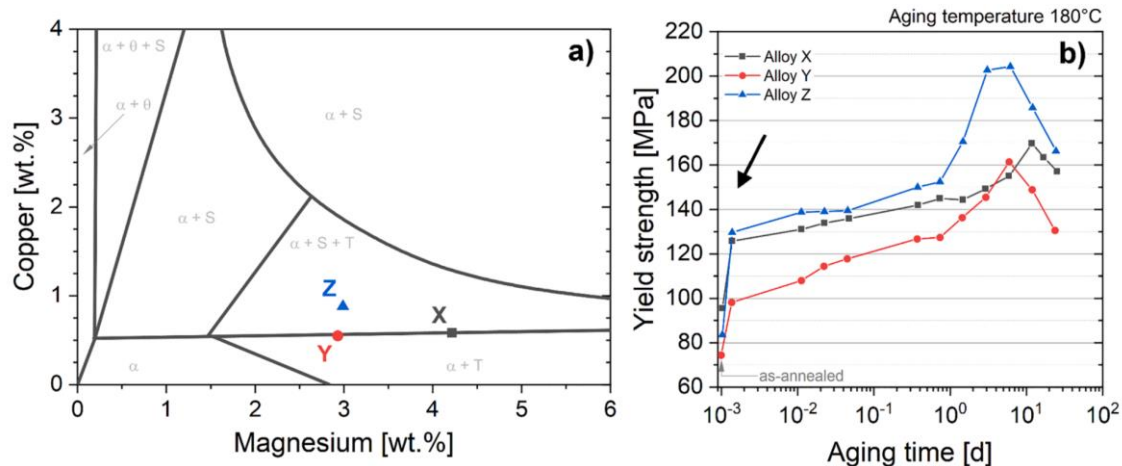 a)
4
3
2
1
0
0 1 2 3 4 5 6
Copper [wt.%]
Magnesium [wt.%]
α + θ + S
α + θ
α + S
α + S
α + S + T
α
α + T
Z
X
Y
Aging temperature 180°C
b)
Alloy X
Alloy Y
Alloy Z
220
200
180
160
140
120
100
80
60
as-annealed
10-3 10-2 10-1 100 101 102
Yield strength [MPa]
Aging time [d]